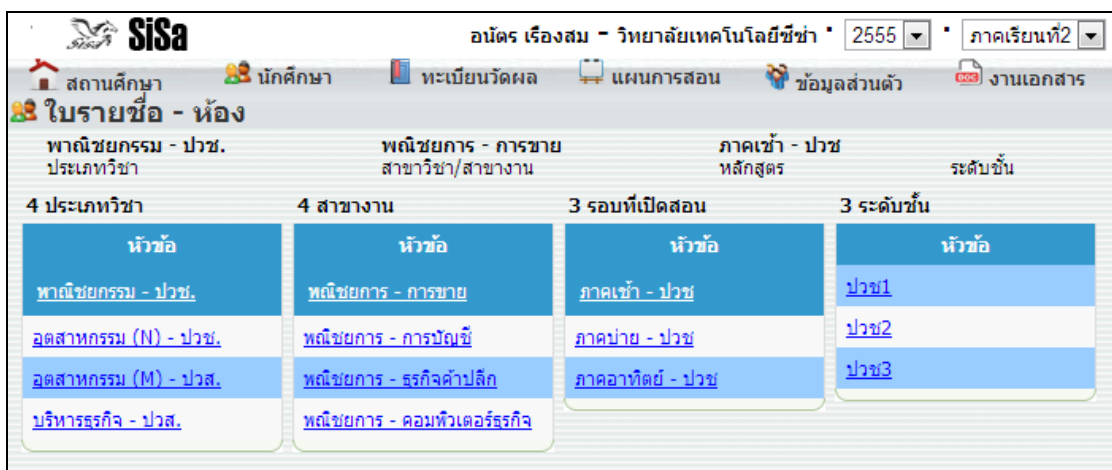 SiSa อนัตร เรืองสม - วิทยาลัยเทคโนโลยีซีซ่า ▪ 2555 ▪ ภาคเรียนที่2
สถานศึกษา นักศึกษา ทะเบียนวัดผล แผนการสอน ข้อมูลส่วนตัว งานเอกสาร
ใบรายชื่อ - ห้อง
พาณิชยกรรม - ปวช. พณิชยการ - การขาย ภาคเช้า - ปวช
ประเภทวิชา สาขาวิชา/สาขางาน หลักสูตร ระดับชั้น
4 ประเภทวิชา 4 สาขางาน 3 รอบที่เปิดสอน 3 ระดับชั้น
หัวข้อ หัวข้อ หัวข้อ หัวข้อ
พาณิชยกรรม - ปวช. พณิชยการ - การขาย ภาคเช้า - ปวช ปวช1
อุตสาหกรรม (N) - ปวช. พณิชยการ - การบัญชี ภาคบ่าย - ปวช ปวช2
อุตสาหกรรม (M) - ปวส. พณิชยการ - ธุรกิจค้าปลีก ภาคอาทิตย์ - ปวช ปวช3
บริหารธุรกิจ - ปวส. พณิชยการ - คอมพิวเตอร์ธุรกิจ